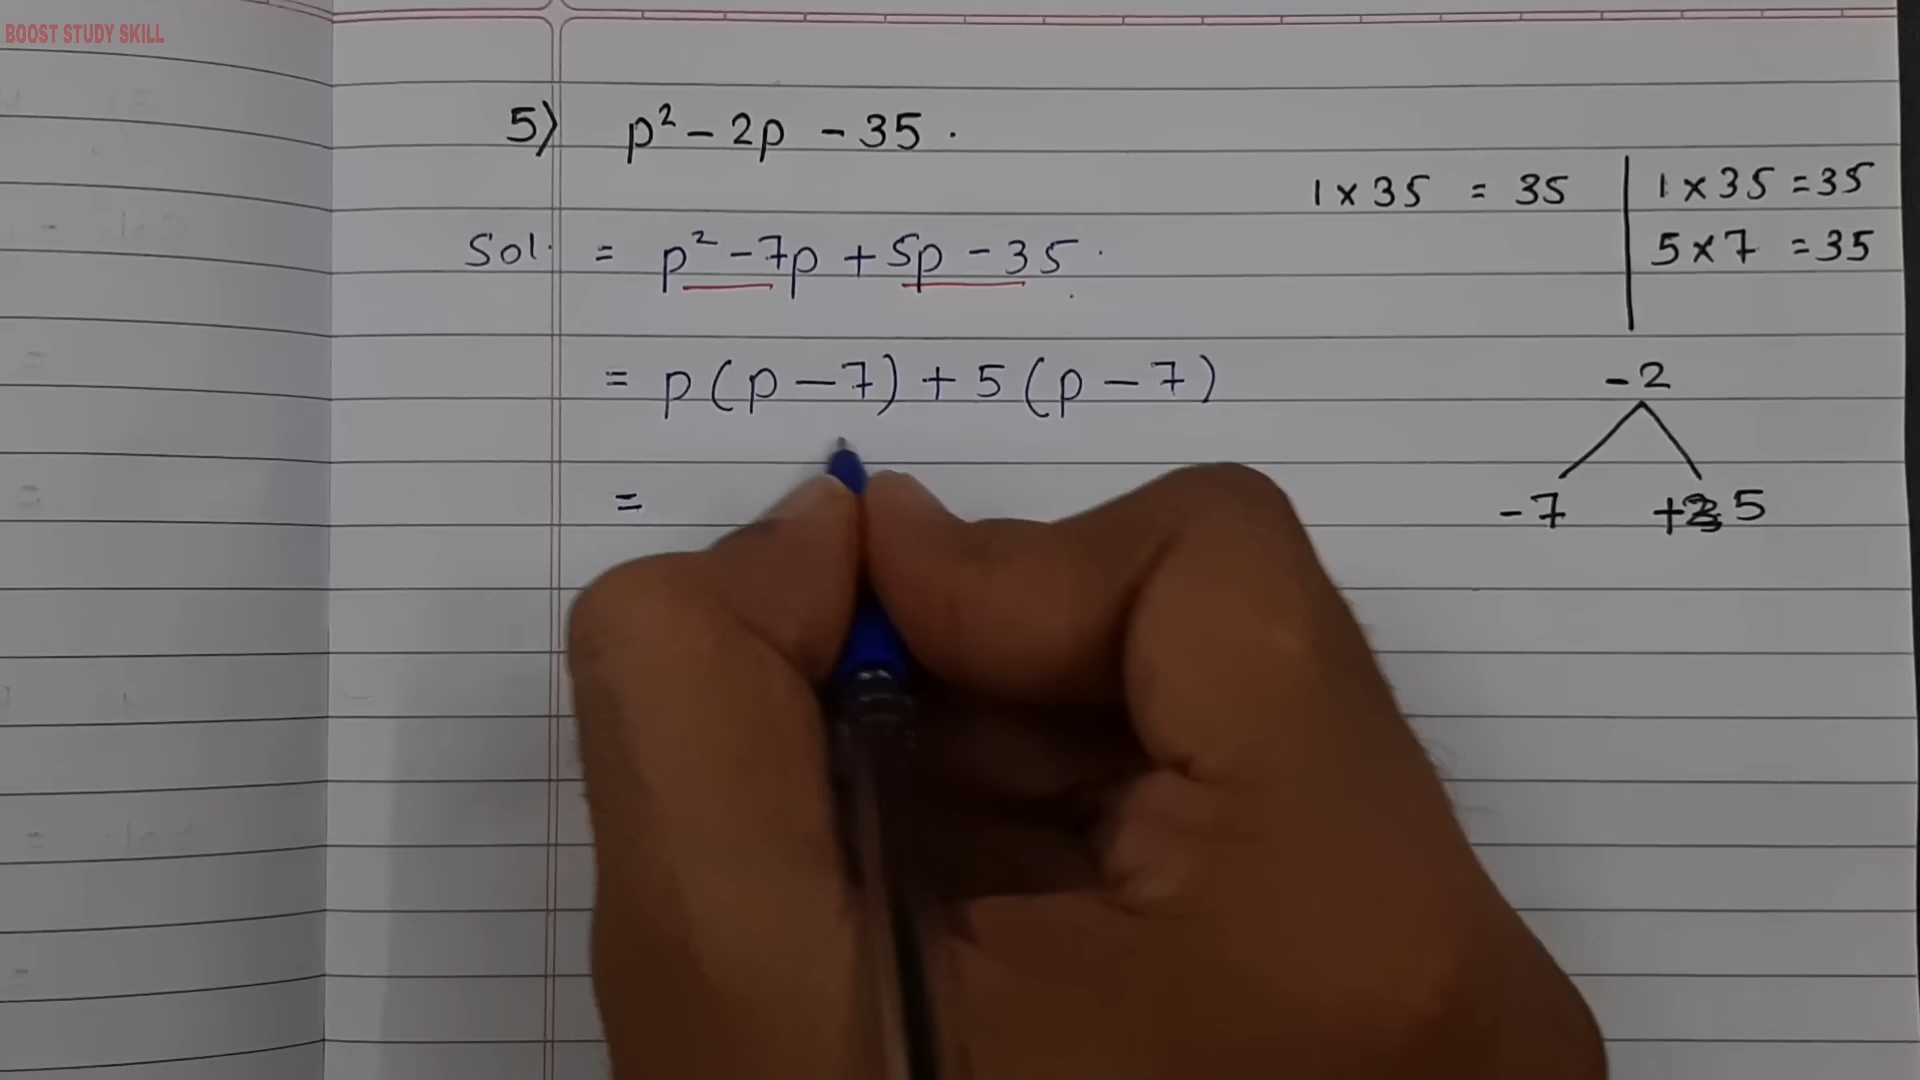 BOOST STUDY SKILL
5) p² - 2p - 35.
1 x 35 = 35 | 1 x 35 = 35
5 x 7 = 35
Sol. = p² - 7p + 5p - 35.
= p (p - 7) + 5 (p - 7)
-2
-7 + 5
=